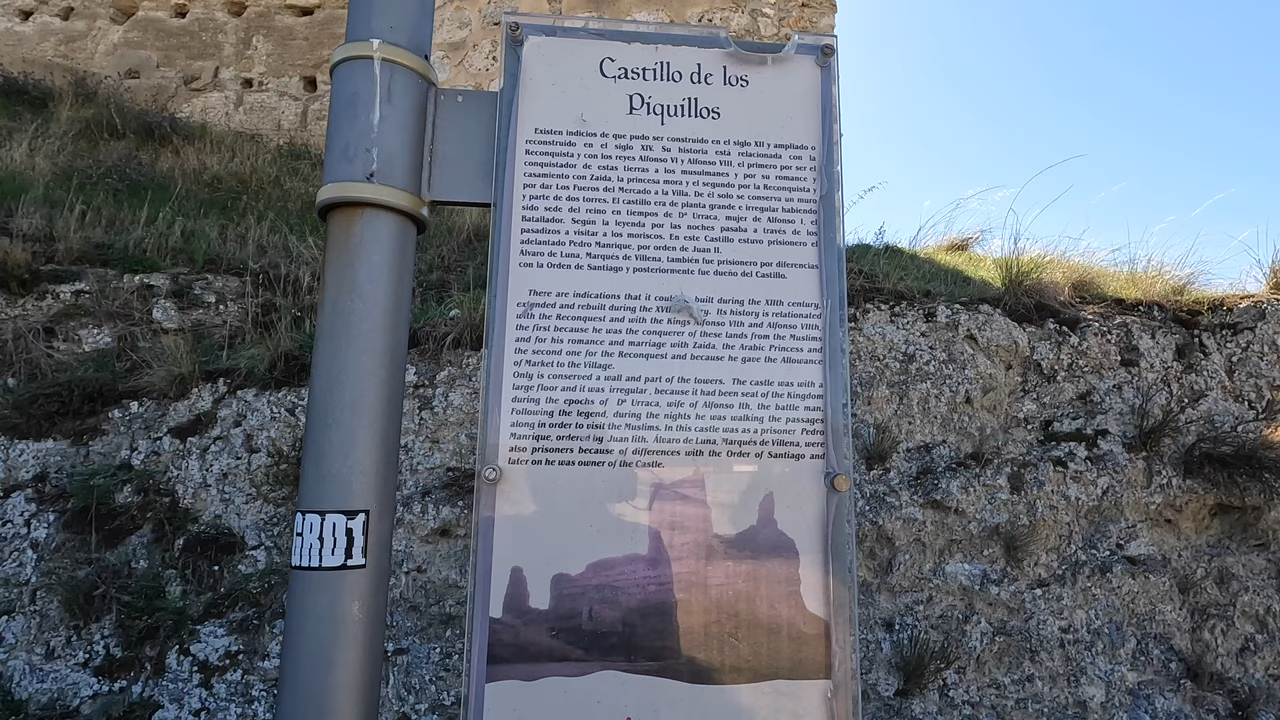 Castillo de los
Piquillos
Existen indicios de que pudo ser construido en el siglo XII y ampliado o
reconstruido en el siglo XIV. Su historia está relacionada con la
Reconquista y con los reyes Alfonso VI y Alfonso VIII, el primero por ser el
conquistador de estas tierras a los musulmanes y por su romance y
casamiento con Zaida, la princesa mora y el segundo por la Reconquista y
por dar Los Fueros del Mercado a la Villa. De él solo se conserva un muro
y parte de dos torres. El castillo era de planta grande e irregular habiendo
sido sede del reino en tiempos de Dª Urraca, mujer de Alfonso I, el
Batallador. Según la leyenda por las noches pasaba a través de los
pasadizos a visitar a los moriscos. En este Castillo estuvo prisionero el
adelantado Pedro Manrique, por orden de Juan II.
Álvaro de Luna, Marqués de Villena, también fue prisionero por diferencias
con la Orden de Santiago y posteriormente fue dueño del Castillo.
There are indications that it built during the XIIth century,
extended and rebuilt during the Its history is relationated
with the Reconquest and with the Kings Alfonso VIth and Alfonso VIIIth,
the first because he was the conquerer of these lands from the Muslims
and for his romance and marriage with Zaida, the Arabic Princess and
the second one for the Reconquest and because he gave the Allowance
of Market to the Village.
Only is conserved a wall and part of the towers. The castle was with a
large floor and it was irregular, because it had been seat of the Kingdom
during the epochs of Dª Urraca, wife of Alfonso Ith, the battle man.
Following the legend, during the nights he was walking the passages
along in order to visit the Muslims. In this castle was as a prisoner Pedro
Manrique, ordered by Juan Iith. Álvaro de Luna, Marqués de Villena, were
also prisoners because of differences with the Order of Santiago and
later on he was owner of the Castle.
GRD1